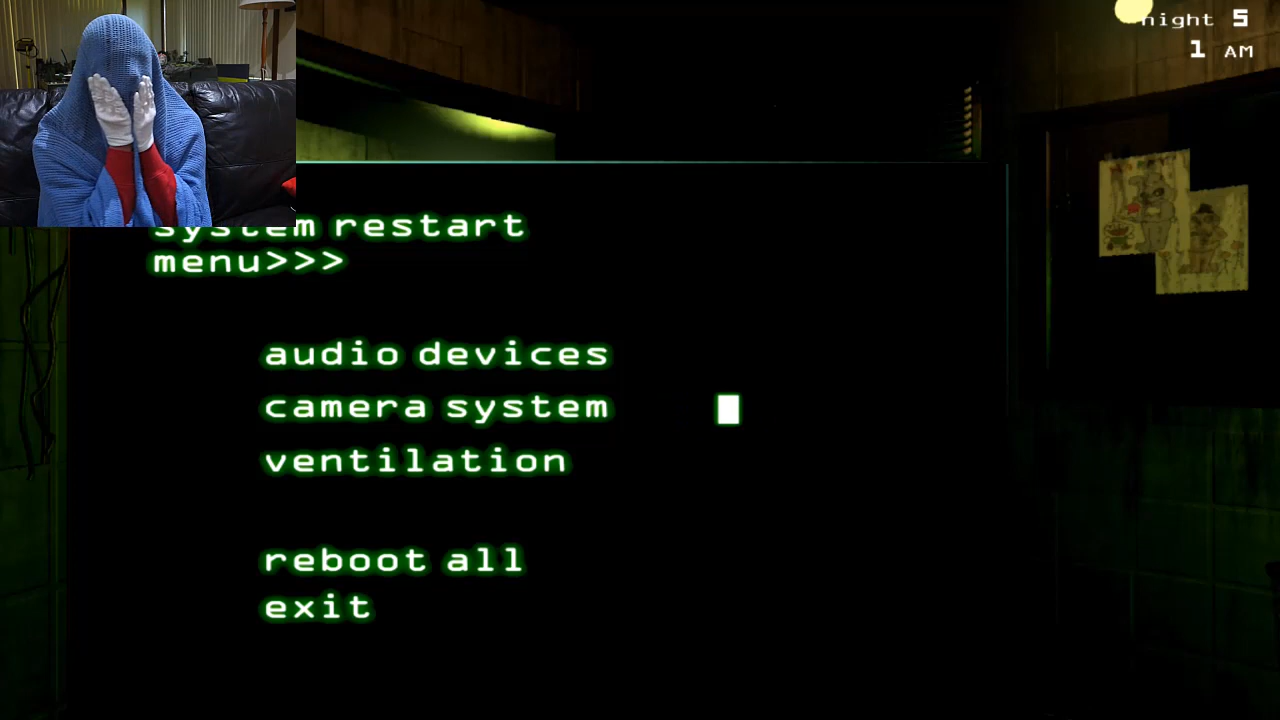 night 5
1 AM
system restart
menu>>>
audio devices
camera system
ventilation
reboot all
exit